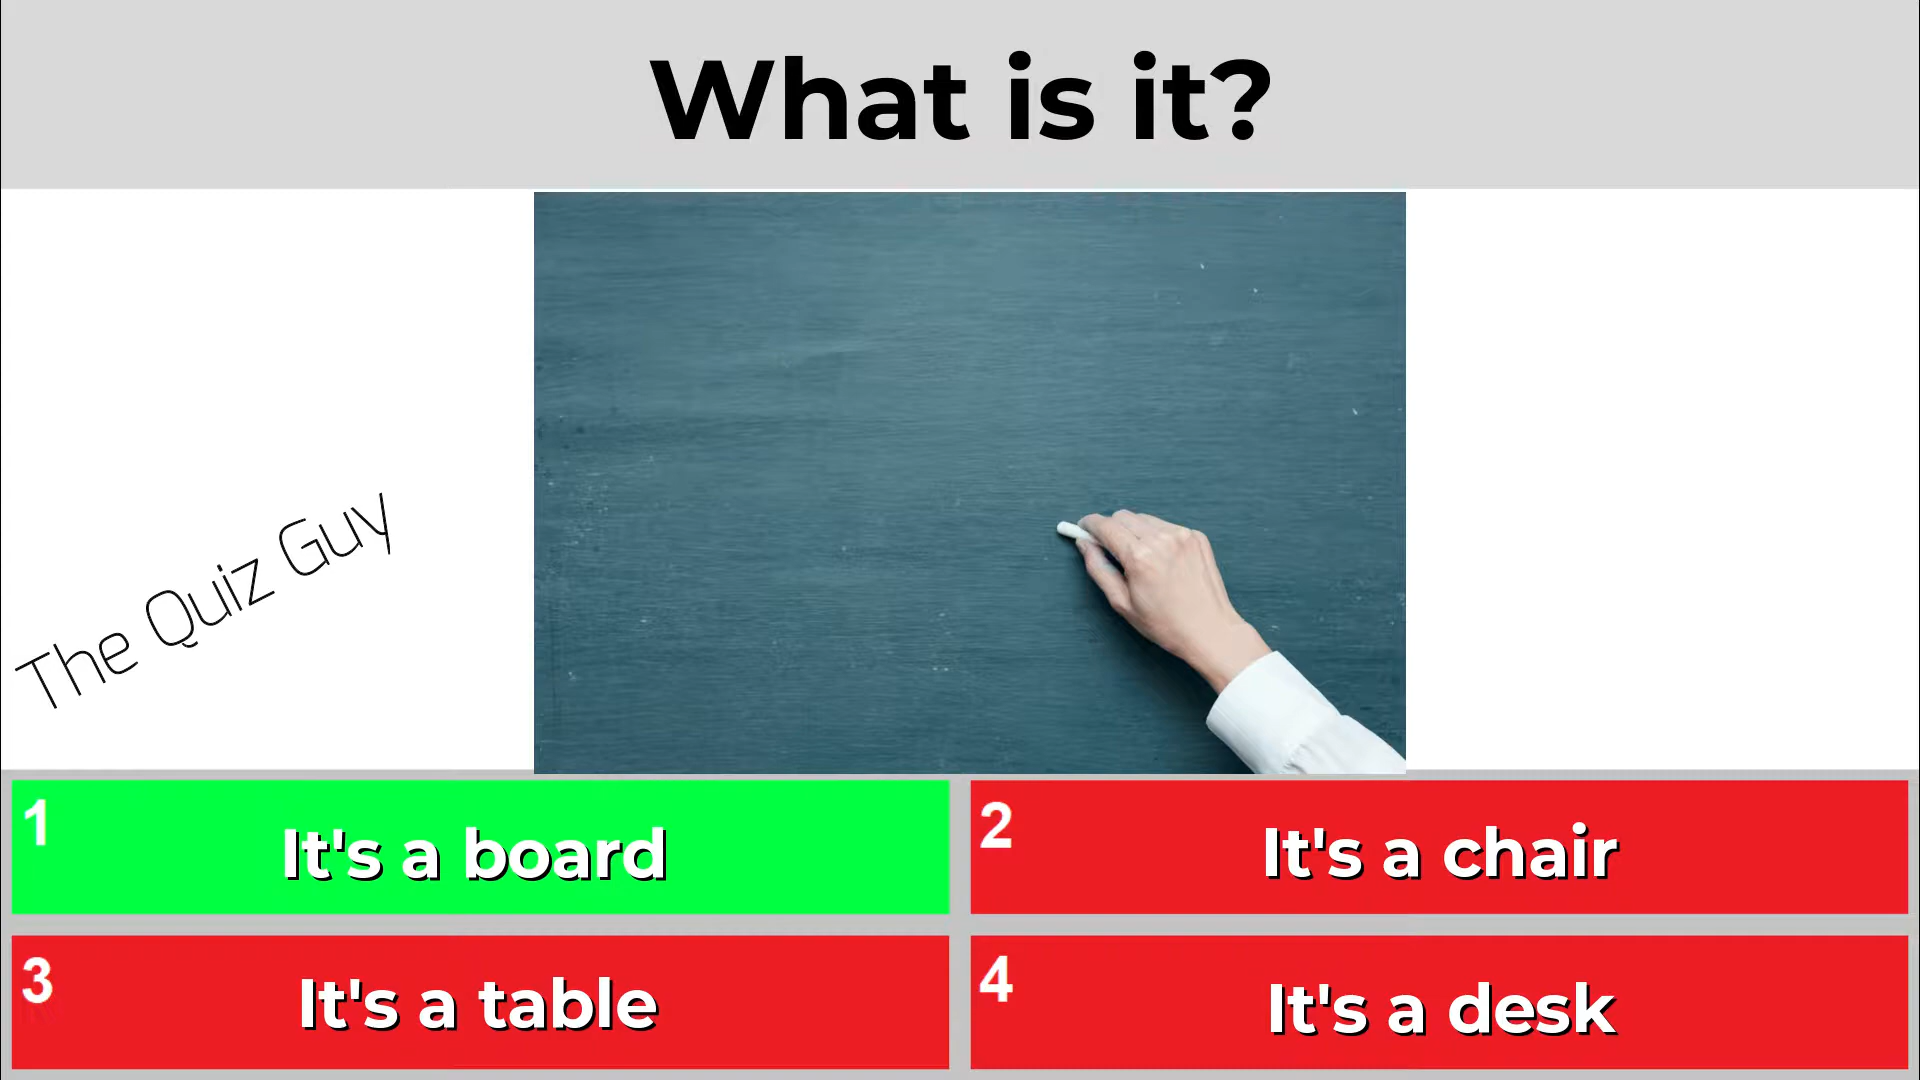 What is it?
The Quiz Guy
1
It's a board
2
It's a chair
3
It's a table
4
It's a desk